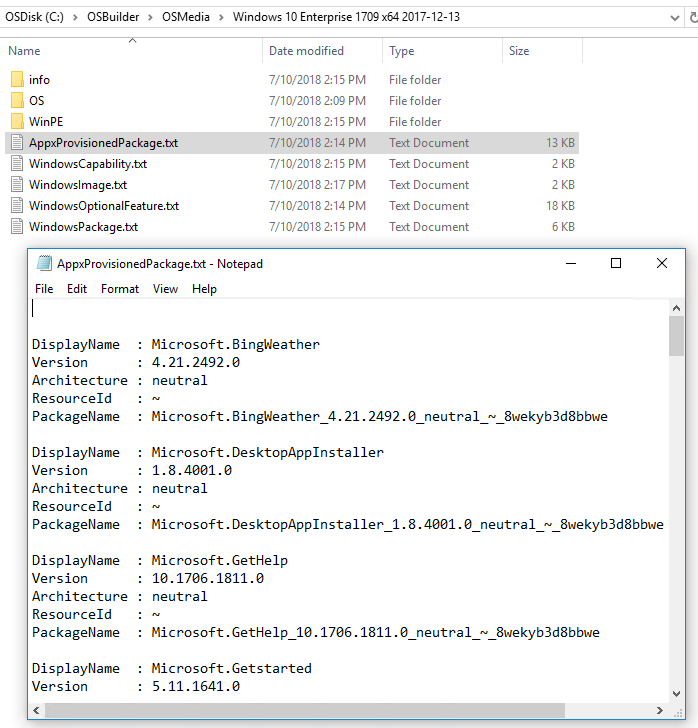 OSDisk (C:) > OSBuilder > OSMedia > Windows 10 Enterprise 1709 x64 2017-12-13
Name Date modified Type Size
info 7/10/2018 2:15 PM File folder
OS 7/10/2018 2:09 PM File folder
WinPE 7/10/2018 2:15 PM File folder
AppxProvisionedPackage.txt 7/10/2018 2:14 PM Text Document 13 KB
WindowsCapability.txt 7/10/2018 2:15 PM Text Document 2 KB
WindowsImage.txt 7/10/2018 2:17 PM Text Document 2 KB
WindowsOptionalFeature.txt 7/10/2018 2:14 PM Text Document 18 KB
WindowsPackage.txt 7/10/2018 2:15 PM Text Document 6 KB
AppxProvisionedPackage.txt - Notepad
File Edit Format View Help
DisplayName : Microsoft.BingWeather
Version : 4.21.2492.0
Architecture : neutral
ResourceId : ~
PackageName : Microsoft.BingWeather_4.21.2492.0_neutral_~_8wekyb3d8bbwe
DisplayName : Microsoft.DesktopAppInstaller
Version : 1.8.4001.0
Architecture : neutral
ResourceId : ~
PackageName : Microsoft.DesktopAppInstaller_1.8.4001.0_neutral_~_8wekyb3d8bbwe
DisplayName : Microsoft.GetHelp
Version : 10.1706.1811.0
Architecture : neutral
ResourceId : ~
PackageName : Microsoft.GetHelp_10.1706.1811.0_neutral_~_8wekyb3d8bbwe
DisplayName : Microsoft.Getstarted
Version : 5.11.1641.0